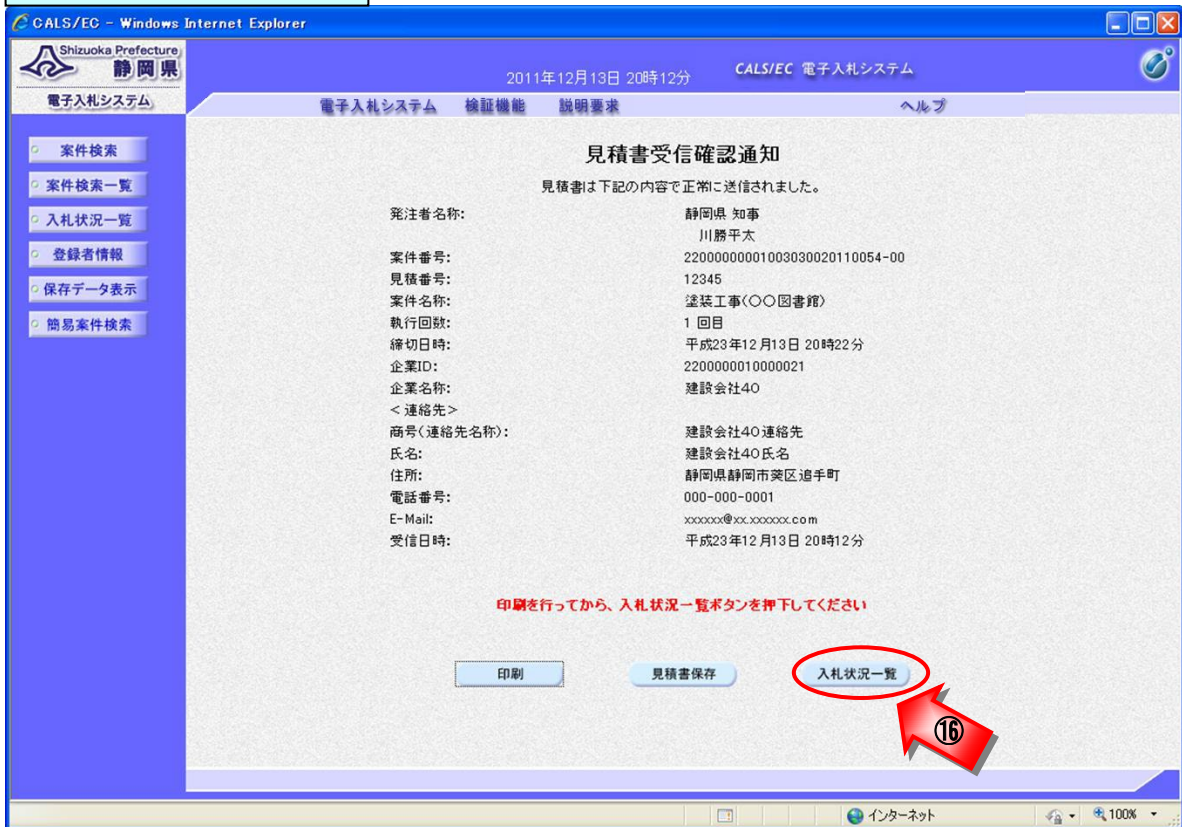 CALS/EC - Windows Internet Explorer
Shizuoka Prefecture
静岡県
電子入札システム
2011年12月13日 20時12分
CALS/EC 電子入札システム
電子入札システム 検証機能 説明要求 ヘルプ
案件検索
案件検索一覧
入札状況一覧
登録者情報
保存データ表示
簡易案件検索
見積書受信確認通知
見積書は下記の内容で正常に送信されました。
発注者名称: 静岡県 知事
川勝平太
案件番号: 22000000001003030020110054-00
見積番号: 12345
案件名称: 塗装工事(〇〇図書館)
執行回数: 1 回目
締切日時: 平成23年12月13日 20時22分
企業ID: 2200000010000021
企業名称: 建設会社40
<連絡先>
商号(連絡先名称): 建設会社40連絡先
氏名: 建設会社40氏名
住所: 静岡県静岡市葵区追手町
電話番号: 000-000-0001
E-Mail: xxxxxx@xx.xxxxxx.com
受信日時: 平成23年12月13日 20時12分
印刷を行ってから、入札状況一覧ボタンを押下してください
印刷 見積書保存 入札状況一覧
⑯
インターネット 100%